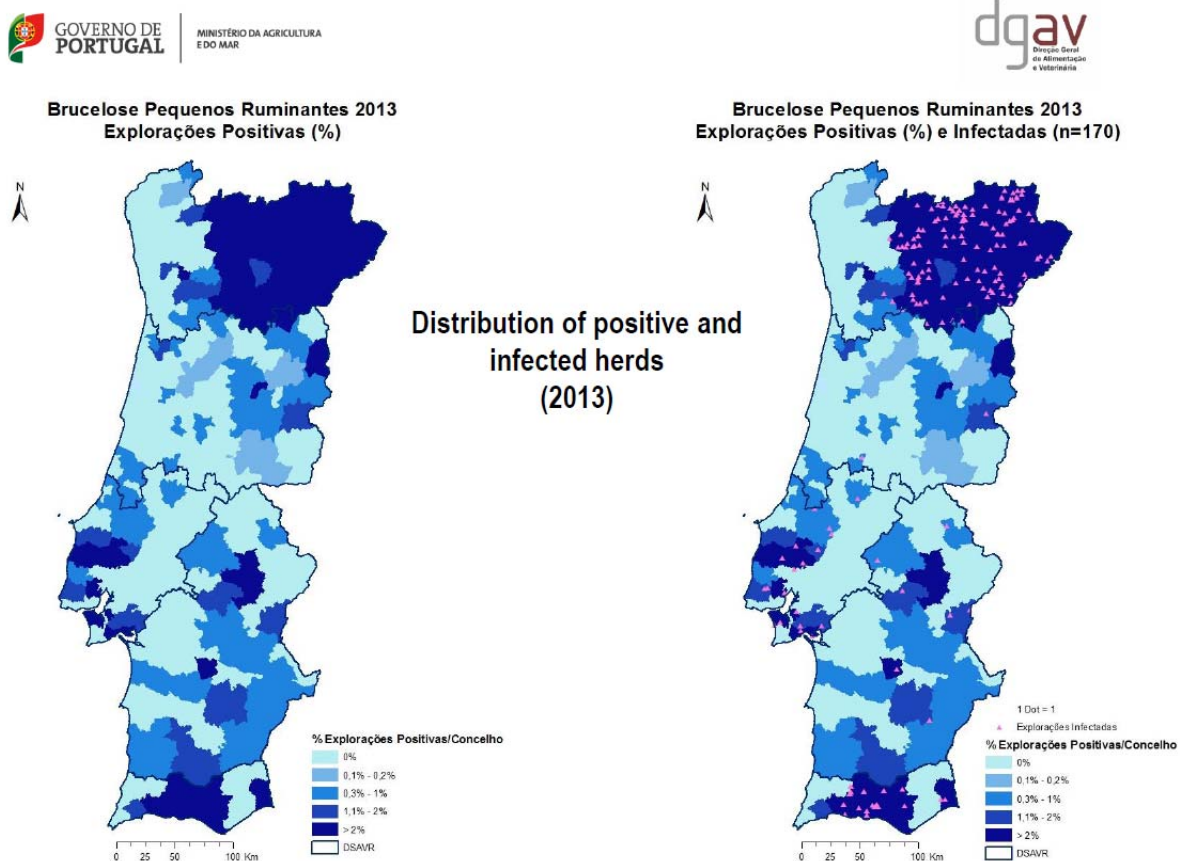 GOVERNO DE
PORTUGAL
MINISTÉRIO DA AGRICULTURA
E DO MAR
dgav
Direção Geral
de Alimentação
e Veterinária
Brucelose Pequenos Ruminantes 2013
Explorações Positivas (%)
N
% Explorações Positivas/Concelho
0%
0,1% - 0,2%
0,3% - 1%
1,1% - 2%
> 2%
DSAVR
0 25 50 100 Km
Distribution of positive and
infected herds
(2013)
Brucelose Pequenos Ruminantes 2013
Explorações Positivas (%) e Infectadas (n=170)
N
1 Dot = 1
Explorações Infectadas
% Explorações Positivas/Concelho
0%
0,1% - 0,2%
0,3% - 1%
1,1% - 2%
> 2%
DSAVR
0 25 50 100 Km